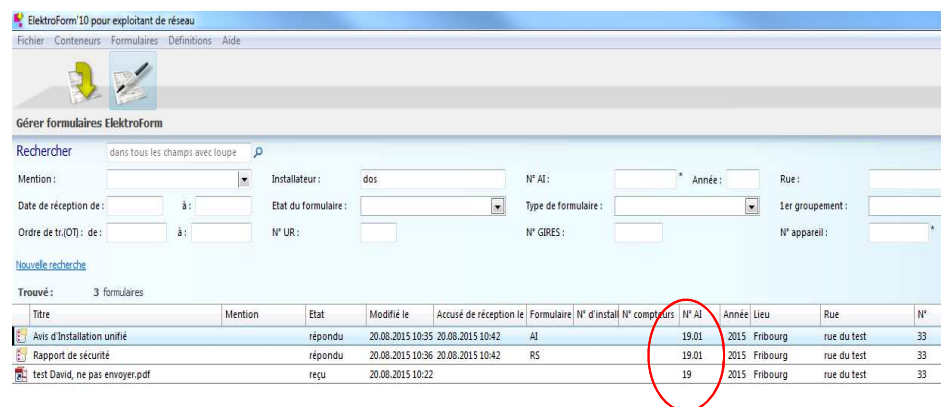 ElektroForm'10 pour exploitant de réseau
Fichier Conteneurs Formulaires Définitions Aide
Gérer formulaires ElektroForm
Rechercher dans tous les champs avec loupe
Mention : Installateur : dos N° AI : * Année : Rue :
Date de réception de : à : Etat du formulaire : Type de formulaire : 1er groupement :
Ordre de tr.(OT) : de : à : N° UR : N° GIRES : N° appareil : *
Nouvelle recherche
Trouvé : 3 formulaires
Titre Mention Etat Modifié le Accusé de réception le Formulaire N° d'install N° compteurs N° AI Année Lieu Rue N°
Avis d'Installation unifié répondu 20.08.2015 10:35 20.08.2015 10:42 AI 19.01 2015 Fribourg rue du test 33
Rapport de sécurité répondu 20.08.2015 10:36 20.08.2015 10:42 RS 19.01 2015 Fribourg rue du test 33
test David, ne pas envoyer.pdf reçu 20.08.2015 10:22 19 2015 Fribourg rue du test 33